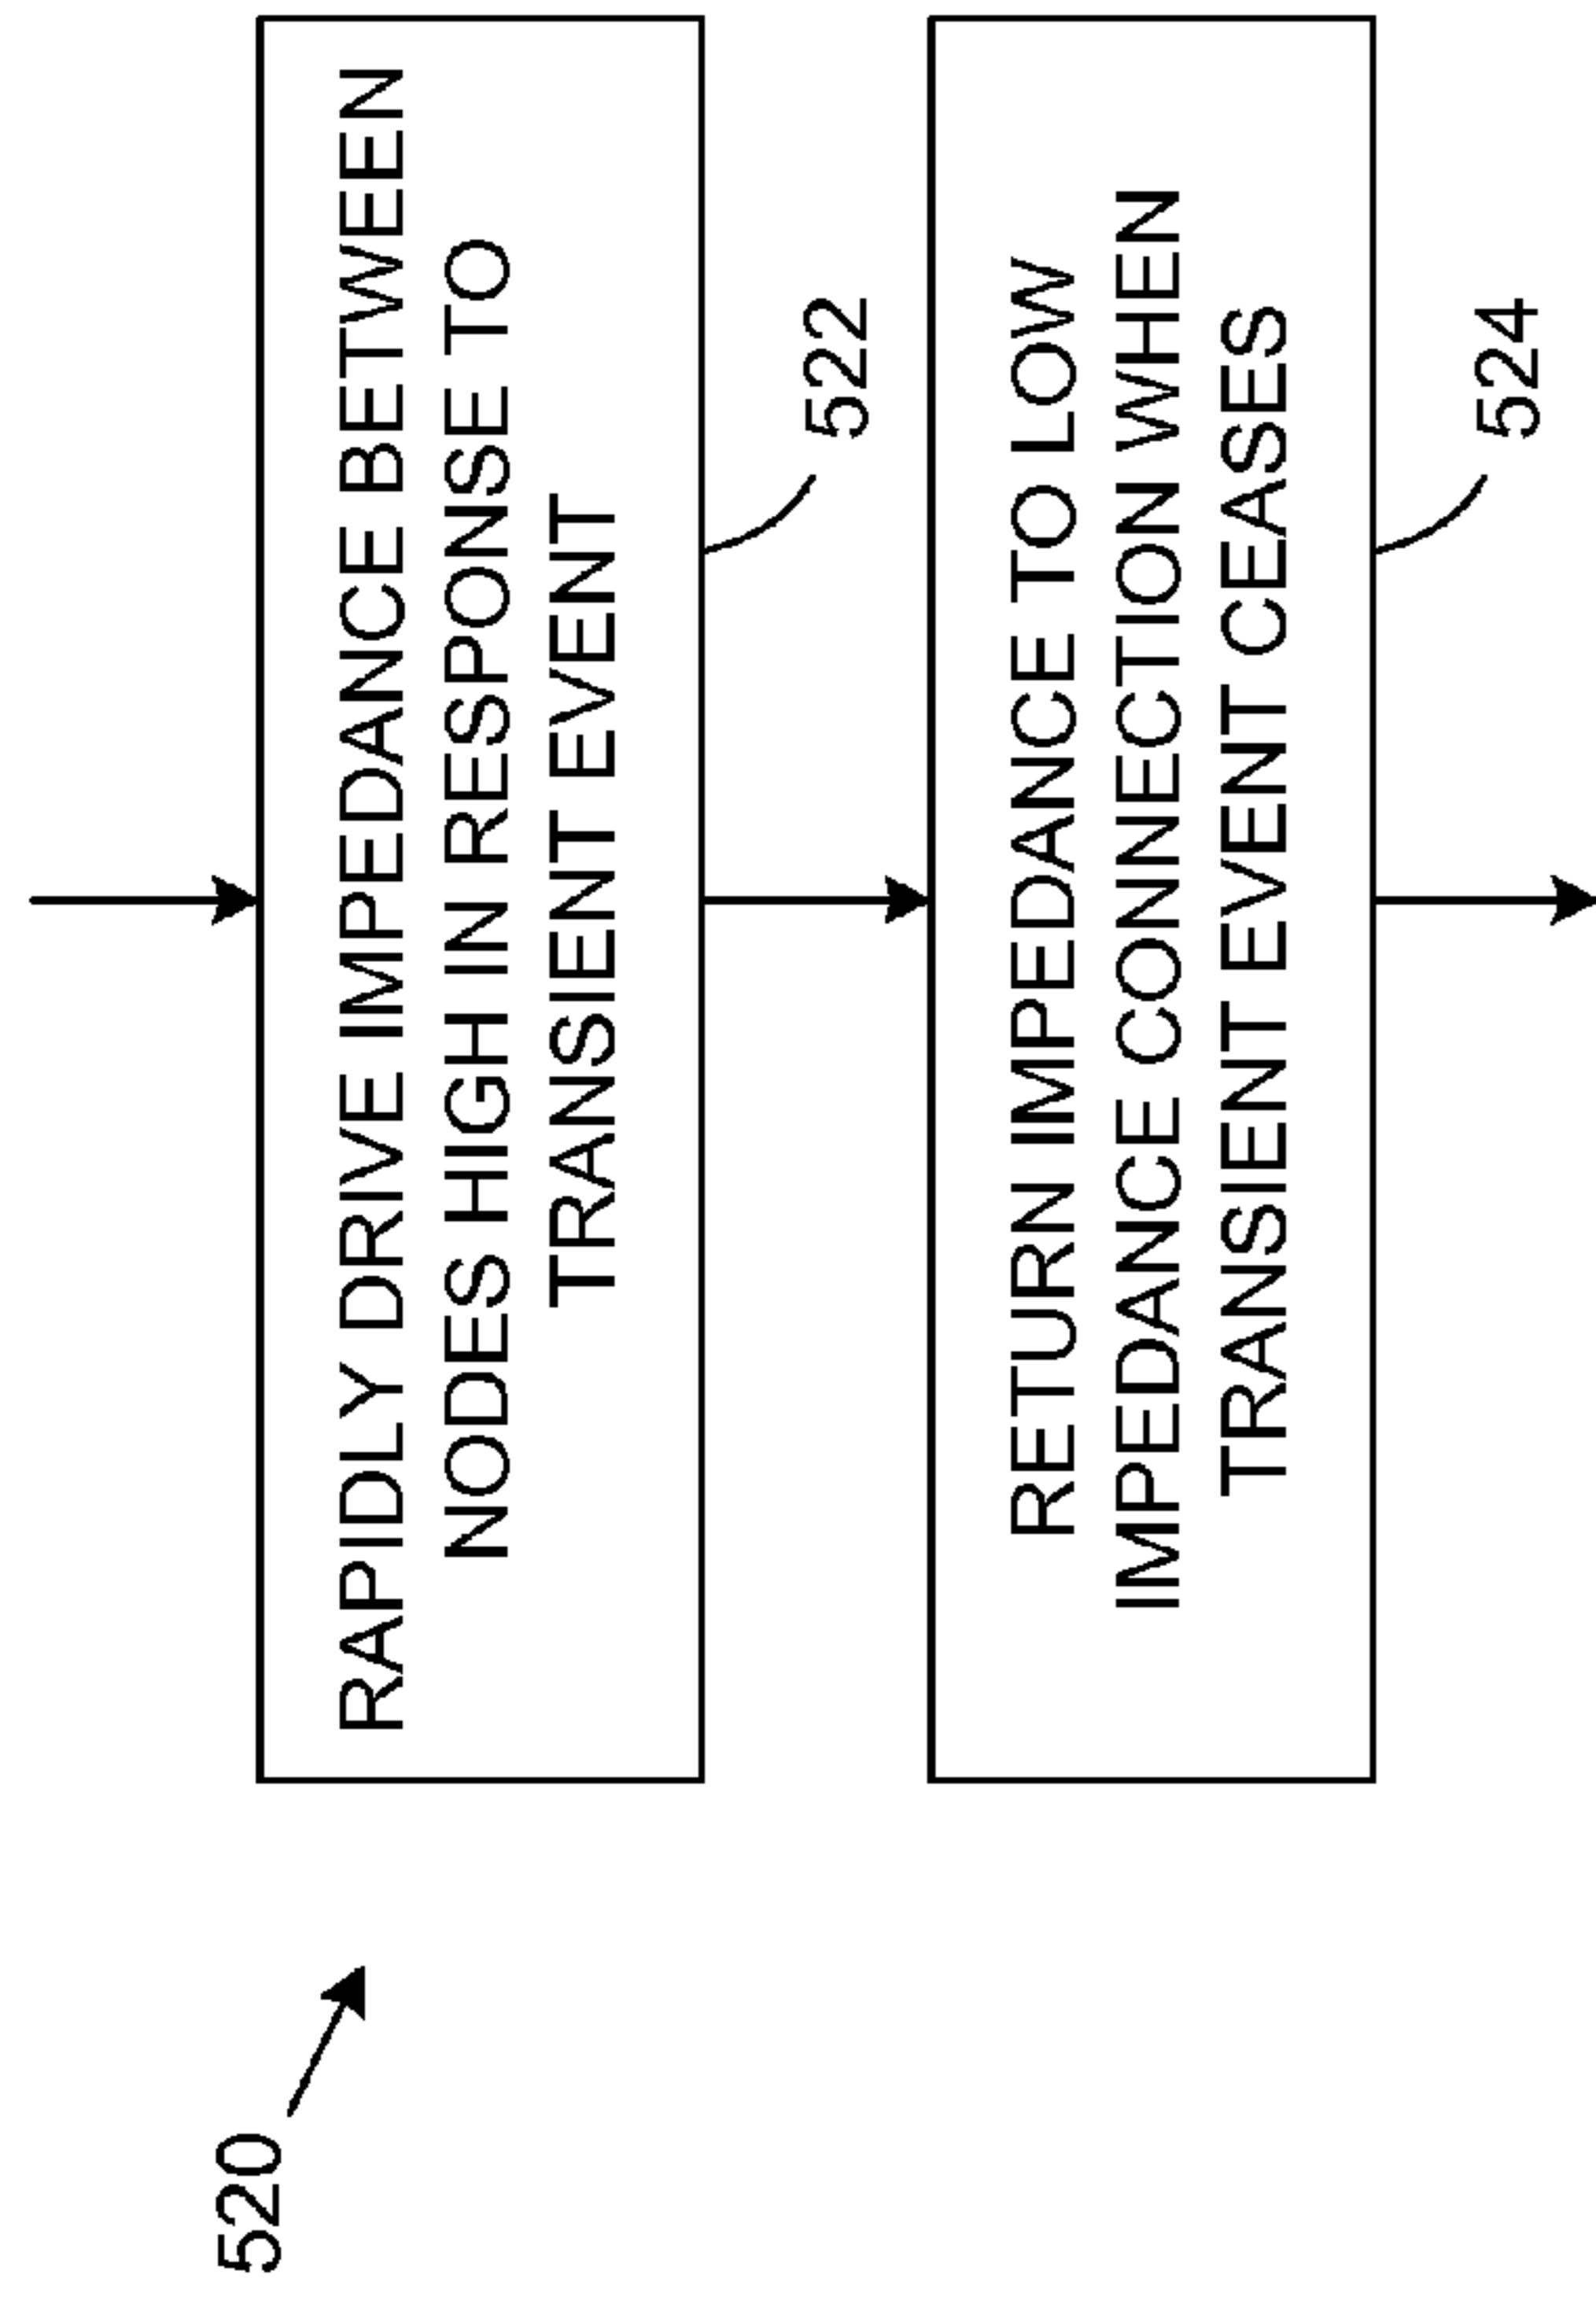 520
RAPIDLY DRIVE IMPEDANCE BETWEEN
NODES HIGH IN RESPONSE TO
TRANSIENT EVENT
522
RETURN IMPEDANCE TO LOW
IMPEDANCE CONNECTION WHEN
TRANSIENT EVENT CEASES
524